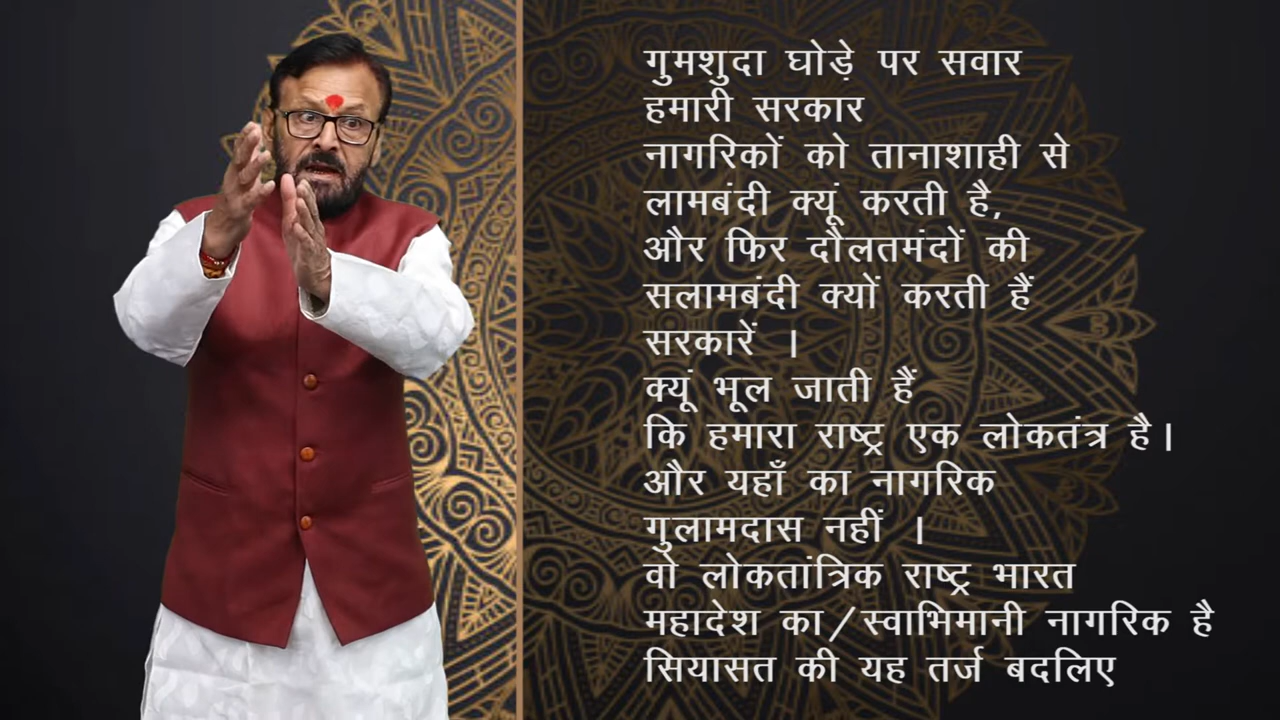 गुमशुदा घोड़े पर सवार
हमारी सरकार
नागरिकों को तानाशाही से
लामबंदी क्यूं करती है,
और फिर दौलतमंदों की
सलामबंदी क्यों करती हैं
सरकारें ।
क्यूं भूल जाती हैं
कि हमारा राष्ट्र एक लोकतंत्र है।
और यहाँ का नागरिक
गुलामदास नहीं ।
वो लोकतांत्रिक राष्ट्र भारत
महादेश का/स्वाभिमानी नागरिक है
सियासत की यह तर्ज बदलिए